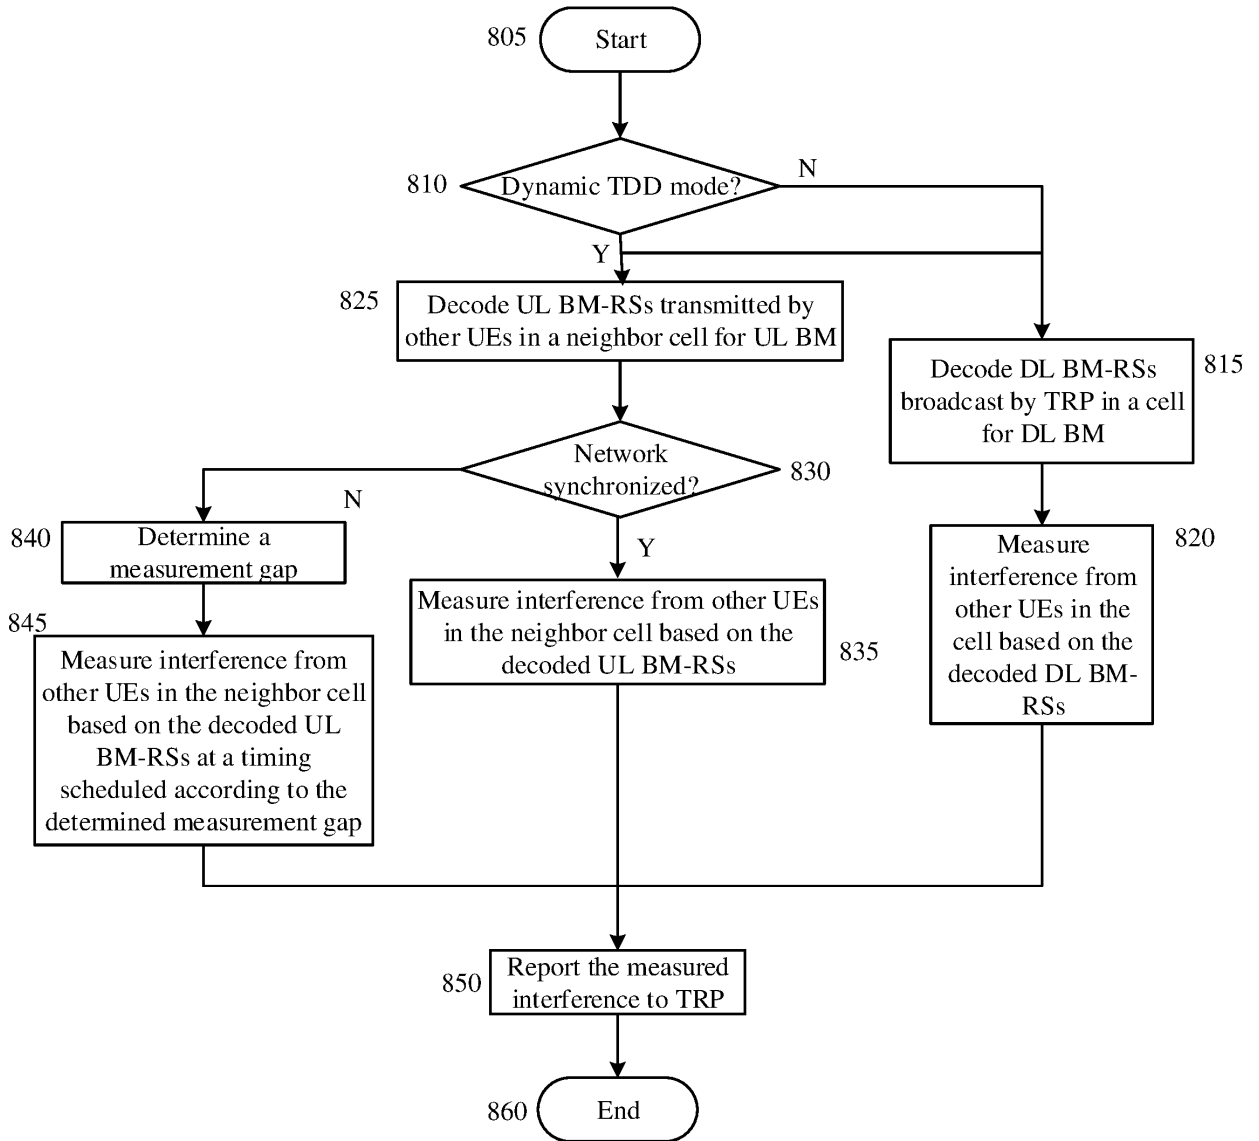 805
Start
810
Dynamic TDD mode?
N
Y
825
Decode UL BM-RSs transmitted by
other UEs in a neighbor cell for UL BM
815
Decode DL BM-RSs
broadcast by TRP in a cell
for DL BM
830
Network
synchronized?
N
Y
840
Determine a
measurement gap
820
Measure
interference from
other UEs in the
cell based on the
decoded DL BM-
RSs
835
Measure interference from other UEs
in the neighbor cell based on the
decoded UL BM-RSs
845
Measure interference from
other UEs in the neighbor cell
based on the decoded UL
BM-RSs at a timing
scheduled according to the
determined measurement gap
850
Report the measured
interference to TRP
860
End